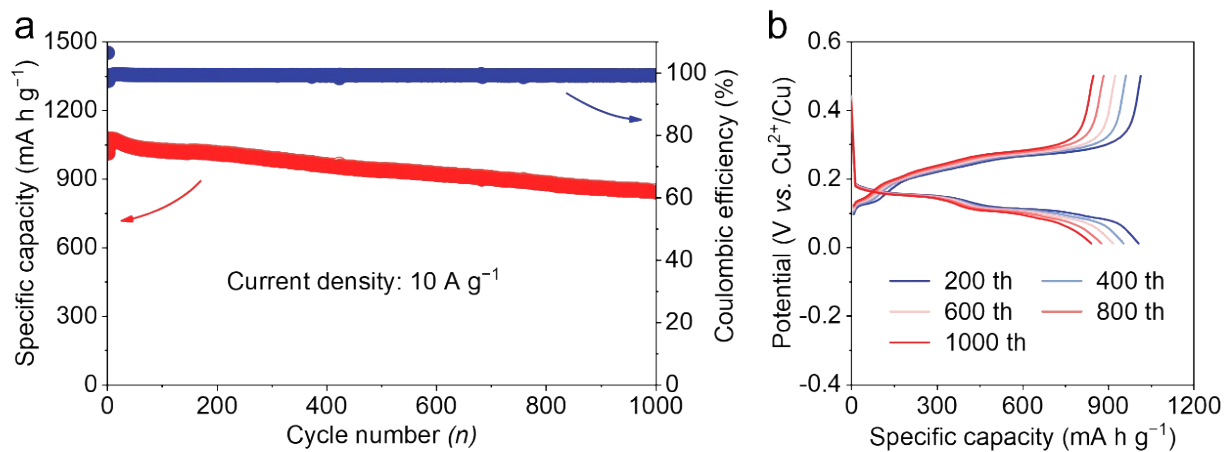 a
1500
1200
900
600
300
0
Specific capacity (mA h g⁻¹)
0
200
400
600
800
1000
Cycle number (n)
100
80
60
40
20
0
Coulombic efficiency (%)
Current density: 10 A g⁻¹
b
0.6
0.4
0.2
0.0
-0.2
-0.4
Potential (V vs. Cu²⁺/Cu)
0
300
600
900
1200
Specific capacity (mA h g⁻¹)
200 th
400 th
600 th
800 th
1000 th